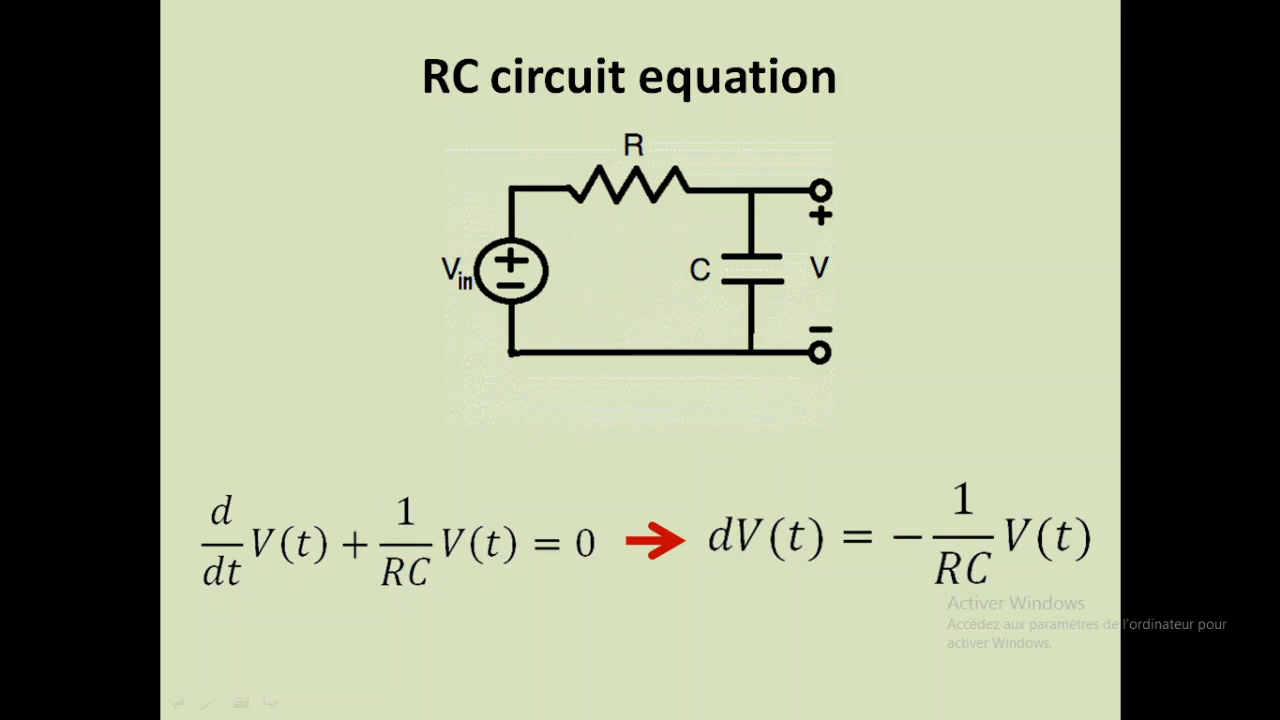 RC circuit equation
R
+
Vin
+
−
C
V
−
d/dt V(t) + 1/RC V(t) = 0 → dV(t) = − 1/RC V(t)
Activer Windows
Accédez aux paramètres de l'ordinateur pour
activer Windows.